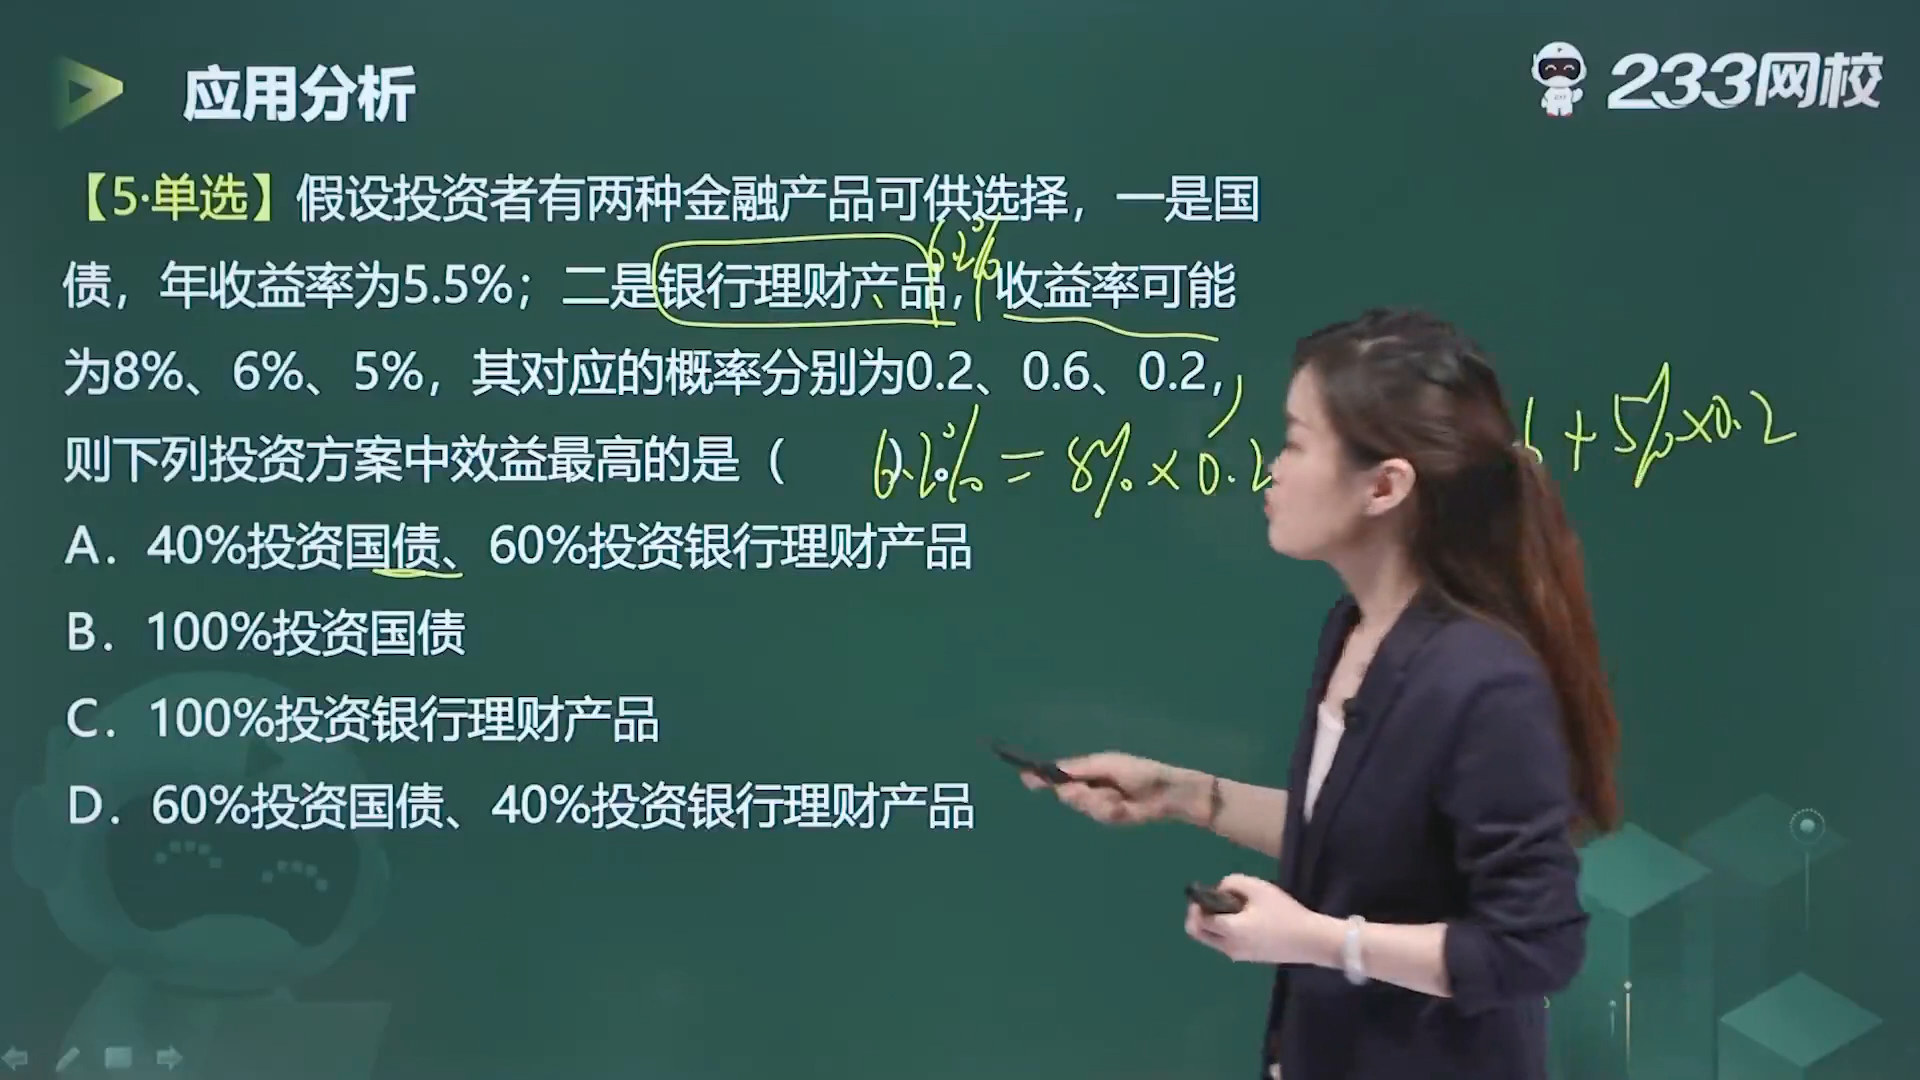 应用分析
233网校
【5·单选】假设投资者有两种金融产品可供选择，一是国
债，年收益率为5.5%；二是银行理财产品，收益率可能
6.2%
为8%、6%、5%，其对应的概率分别为0.2、0.6、0.2，
则下列投资方案中效益最高的是（ ）。
6.2% = 8% × 0.2 6 + 5% × 0.2
A．40%投资国债、60%投资银行理财产品
B．100%投资国债
C．100%投资银行理财产品
D．60%投资国债、40%投资银行理财产品